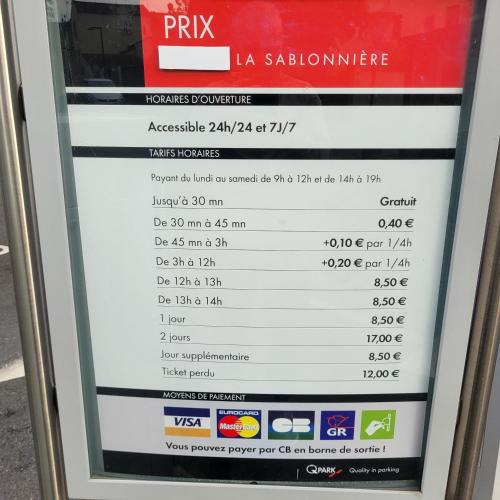 PRIX
LA SABLONNIÈRE
HORAIRES D'OUVERTURE
Accessible 24h/24 et 7J/7
TARIFS HORAIRES
Payant du lundi au samedi de 9h à 12h et de 14h à 19h
Jusqu'à 30 mn Gratuit
De 30 mn à 45 mn 0,40 €
De 45 mn à 3h +0,10 € par 1/4h
De 3h à 12h +0,20 € par 1/4h
De 12h à 13h 8,50 €
De 13h à 14h 8,50 €
1 jour 8,50 €
2 jours 17,00 €
Jour supplémentaire 8,50 €
Ticket perdu 12,00 €
MOYENS DE PAIEMENT
VISA EUROCARD MasterCard CB GR
Vous pouvez payer par CB en borne de sortie !
QPARK Quality in parking